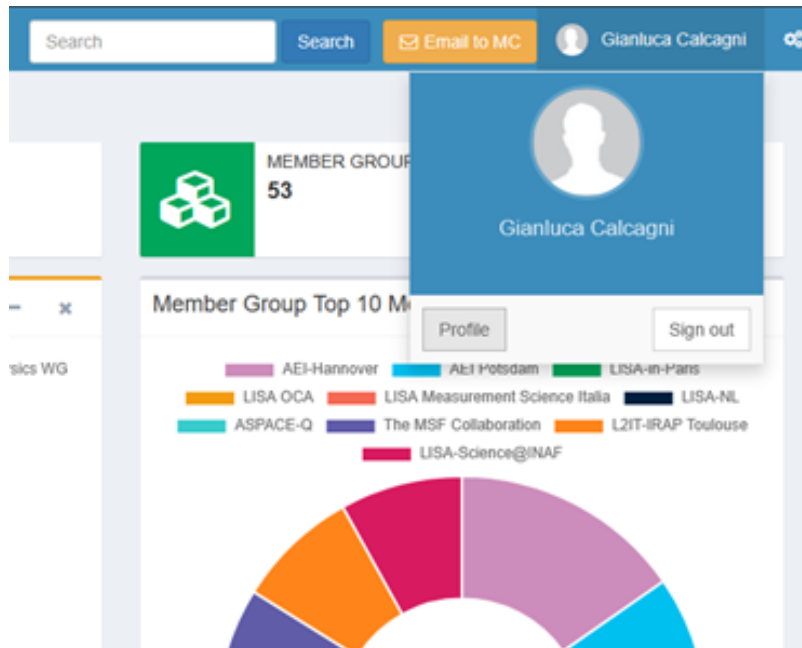 Search
Search
Email to MC
Gianluca Calcagni
MEMBER GROUP
53
Gianluca Calcagni
Member Group Top 10 M
Profile
Sign out
sics WG
AEI-Hannover
AEI Potsdam
LISA-in-Paris
LISA OCA
LISA Measurement Science Italia
LISA-NL
ASPACE-Q
The MSF Collaboration
L2IT-IRAP Toulouse
LISA-Science@INAF